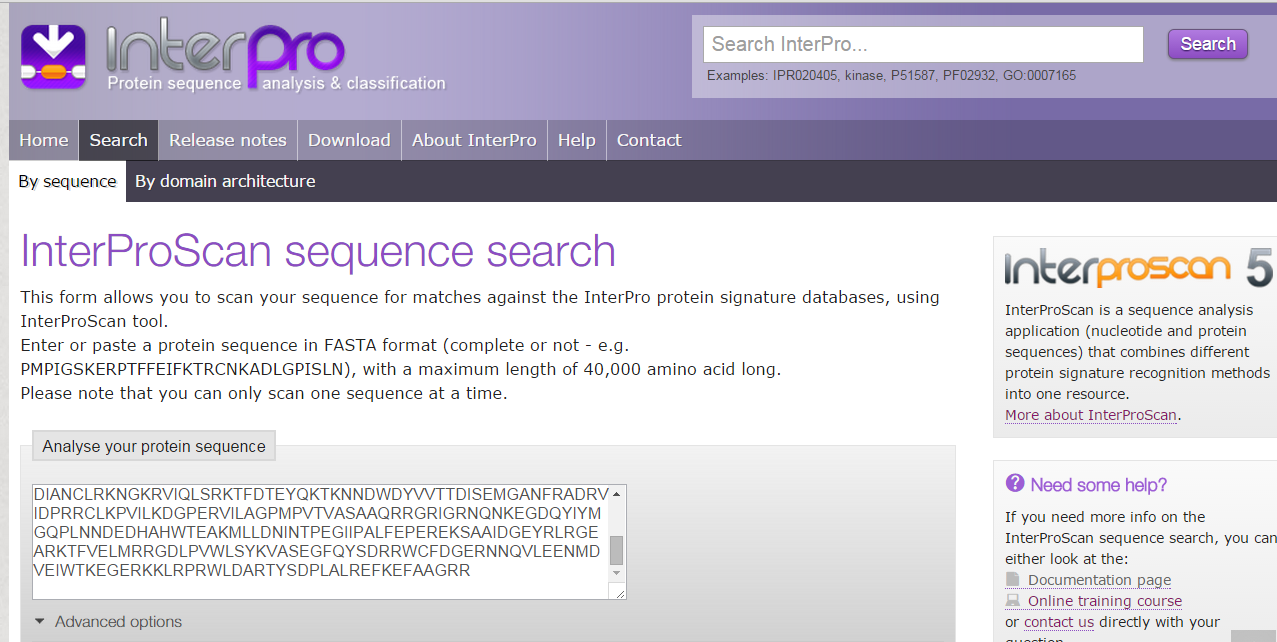 InterPro
Protein sequence analysis & classification
Search InterPro...
Search
Examples: IPR020405, kinase, P51587, PF02932, GO:0007165
Home
Search
Release notes
Download
About InterPro
Help
Contact
By sequence
By domain architecture
InterProScan sequence search
This form allows you to scan your sequence for matches against the InterPro protein signature databases, using
InterProScan tool.
Enter or paste a protein sequence in FASTA format (complete or not - e.g.
PMPIGSKERPTFFEIFKTRCNKADLGPISLN), with a maximum length of 40,000 amino acid long.
Please note that you can only scan one sequence at a time.
Analyse your protein sequence
DIANCLRKNGKRVIQLSRKTFDTEYQKTKNNDWDYVVTTDISEMGANFRADRV
IDPRRCLKPVILKDGPERVILAGPMPVTVASAAQRRGRIGRNQNKEGDQYIYM
GQPLNNDEDHAHWTEAKMLLDNINTPEGIIPALFEPEREKSAAIDGEYRLRGE
ARKTFVELMRRGDLPVWLSYKVASEGFQYSDRRWCFDGERNNQVLEENMD
VEIWTKEGERKKLRPRWLDARTYSDPLALREFKEFAAGRR
Advanced options
interproscan 5
InterProScan is a sequence analysis
application (nucleotide and protein
sequences) that combines different
protein signature recognition methods
into one resource.
More about InterProScan.
Need some help?
If you need more info on the
InterProScan sequence search, you can
either look at the:
Documentation page
Online training course
or contact us directly with your
question